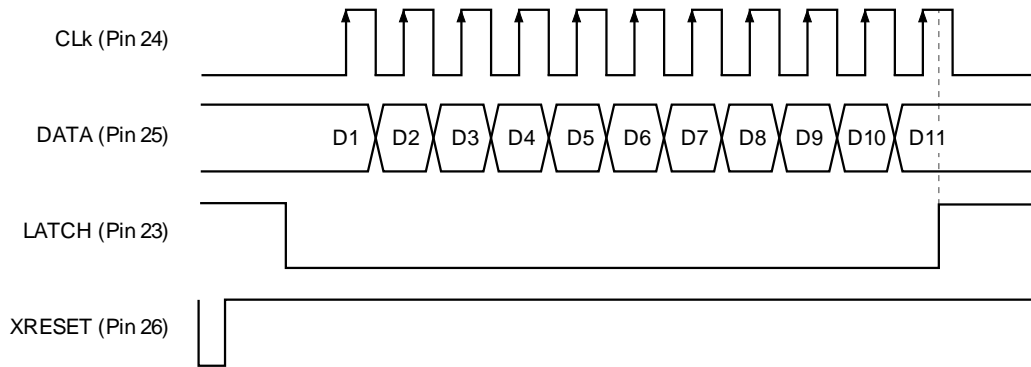 CLk (Pin 24)
DATA (Pin 25)
D1 D2 D3 D4 D5 D6 D7 D8 D9 D10 D11
LATCH (Pin 23)
XRESET (Pin 26)